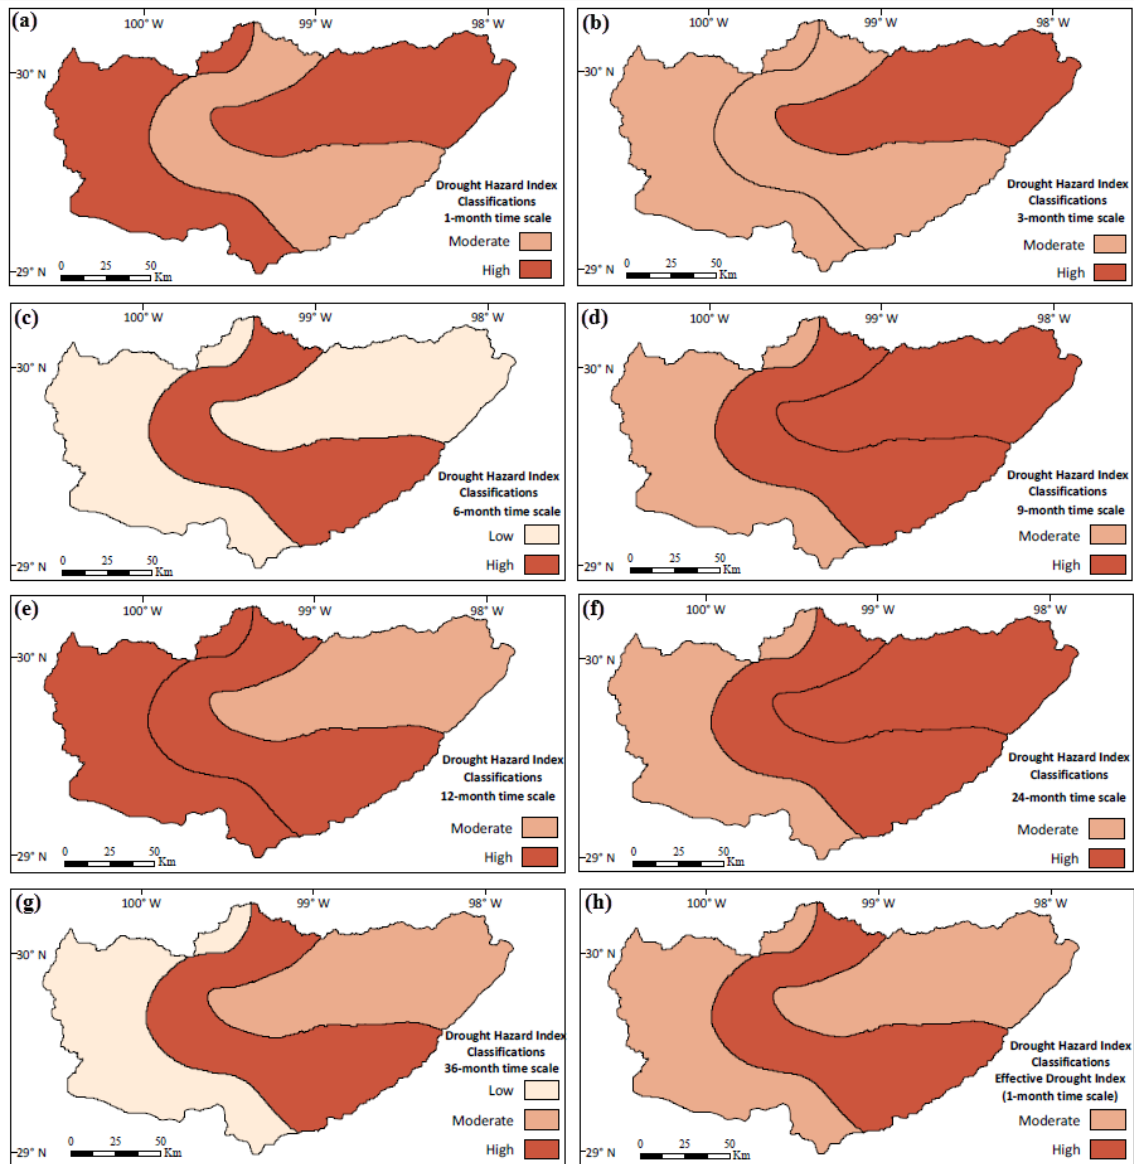 (a)
100° W 99° W 98° W
30° N
29° N
Drought Hazard Index
Classifications
1-month time scale
Moderate
High
0 25 50
Km
(b)
100° W 99° W 98° W
30° N
29° N
Drought Hazard Index
Classifications
3-month time scale
Moderate
High
0 25 50
Km
(c)
100° W 99° W 98° W
30° N
29° N
Drought Hazard Index
Classifications
6-month time scale
Low
High
0 25 50
Km
(d)
100° W 99° W 98° W
30° N
29° N
Drought Hazard Index
Classifications
9-month time scale
Moderate
High
0 25 50
Km
(e)
100° W 99° W 98° W
30° N
29° N
Drought Hazard Index
Classifications
12-month time scale
Moderate
High
0 25 50
Km
(f)
100° W 99° W 98° W
30° N
29° N
Drought Hazard Index
Classifications
24-month time scale
Moderate
High
0 25 50
Km
(g)
100° W 99° W 98° W
30° N
29° N
Drought Hazard Index
Classifications
36-month time scale
Low
Moderate
High
0 25 50
Km
(h)
100° W 99° W 98° W
30° N
29° N
Drought Hazard Index
Classifications
Effective Drought Index
(1-month time scale)
Moderate
High
0 25 50
Km